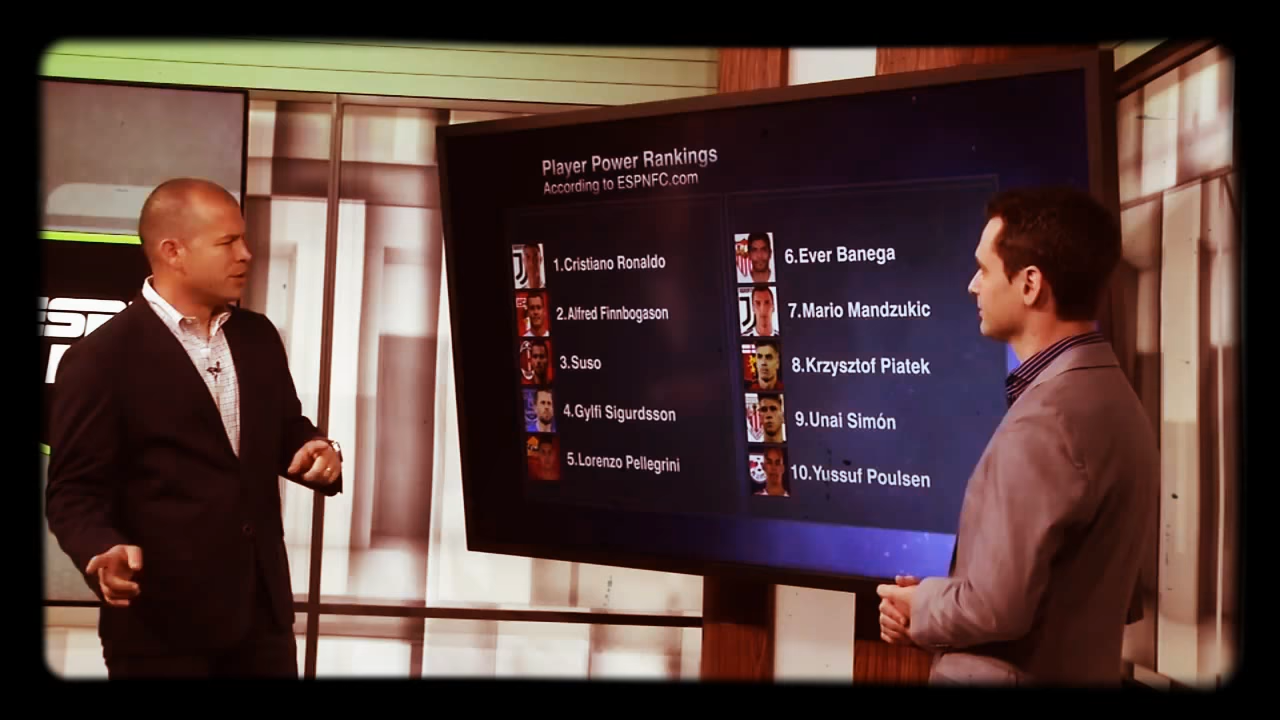 Player Power Rankings
According to ESPNFC.com
1.Cristiano Ronaldo
2.Alfred Finnbogason
3.Suso
4.Gylfi Sigurdsson
5.Lorenzo Pellegrini
6.Ever Banega
7.Mario Mandzukic
8.Krzysztof Piatek
9.Unai Simón
10.Yussuf Poulsen